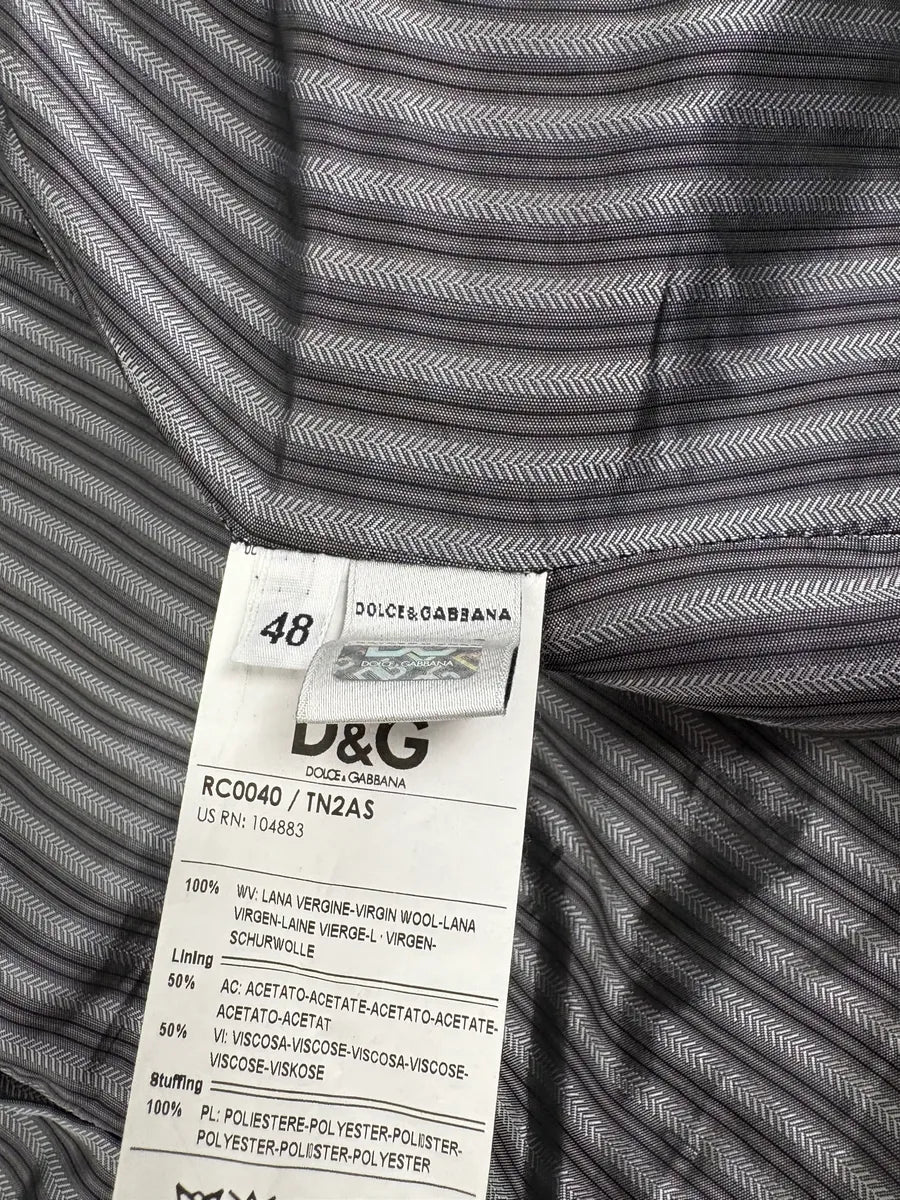 48
DOLCE&GABBANA
DOLCE & GABBANA
D&G
DOLCE & GABBANA
RC0040 / TN2AS
US RN: 104883
100% WV: LANA VERGINE-VIRGIN WOOL-LANA
VIRGEN-LAINE VIERGE-L·VIRGEN-
SCHURWOLLE
Lining
50% AC: ACETATO-ACETATE-ACETATO-ACETATE-
ACETATO-ACETAT
50% VI: VISCOSA-VISCOSE-VISCOSA-VISCOSE-
VISCOSE-VISKOSE
Stuffing
100% PL: POLIESTERE-POLYESTER-POLIESTER-
POLYESTER-POLIESTER-POLYESTER